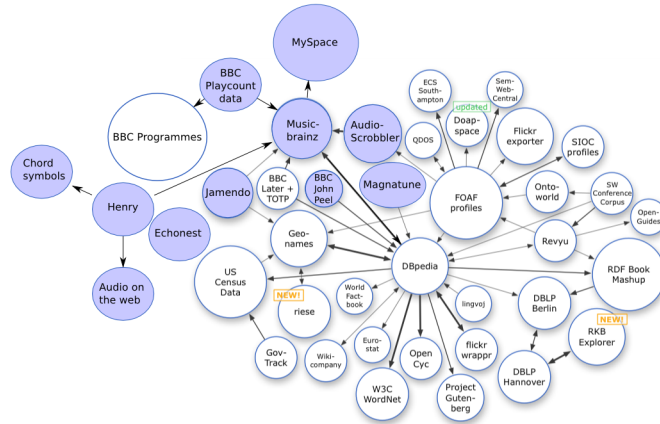 MySpace
BBC
Playcount
data
BBC Programmes
Music-
brainz
Audio-
Scrobbler
ECS
South-
ampton
Sem-
Web-
Central
updated
Doap-
space
QDOS
Flickr
exporter
SIOC
profiles
Chord
symbols
Henry
Echonest
Audio on
the web
Jamendo
BBC
Later +
TOTP
BBC
John
Peel
Magnatune
FOAF
profiles
Onto-
world
SW
Conference
Corpus
Open-
Guides
Revyu
Geo-
names
DBpedia
US
Census
Data
NEW!
riese
World
Fact-
book
lingvoj
RDF Book
Mashup
DBLP
Berlin
NEW!
RKB
Explorer
Gov-
Track
Wiki-
company
Euro-
stat
Open
Cyc
flickr
wrappr
W3C
WordNet
Project
Guten-
berg
DBLP
Hannover